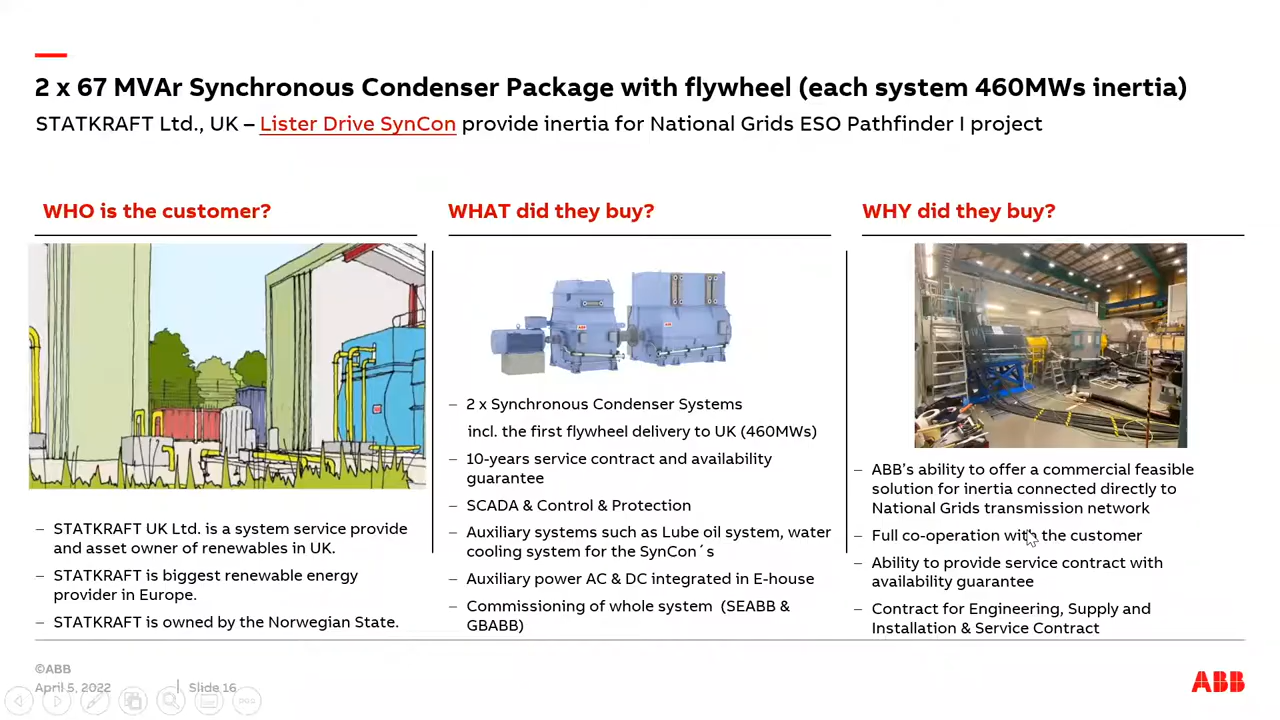 2 x 67 MVAr Synchronous Condenser Package with flywheel (each system 460MWs inertia)
STATKRAFT Ltd., UK – Lister Drive SynCon provide inertia for National Grids ESO Pathfinder I project
WHO is the customer?
– STATKRAFT UK Ltd. is a system service provide
and asset owner of renewables in UK.
– STATKRAFT is biggest renewable energy
provider in Europe.
– STATKRAFT is owned by the Norwegian State.
WHAT did they buy?
ABB
ABB
– 2 x Synchronous Condenser Systems
incl. the first flywheel delivery to UK (460MWs)
– 10-years service contract and availability
guarantee
– SCADA & Control & Protection
– Auxiliary systems such as Lube oil system, water
cooling system for the SynCon´s
– Auxiliary power AC & DC integrated in E-house
– Commissioning of whole system (SEABB &
GBABB)
WHY did they buy?
– ABB’s ability to offer a commercial feasible
solution for inertia connected directly to
National Grids transmission network
– Full co-operation with the customer
– Ability to provide service contract with
availability guarantee
– Contract for Engineering, Supply and
Installation & Service Contract
©ABB
April 5, 2022 | Slide 16
ABB